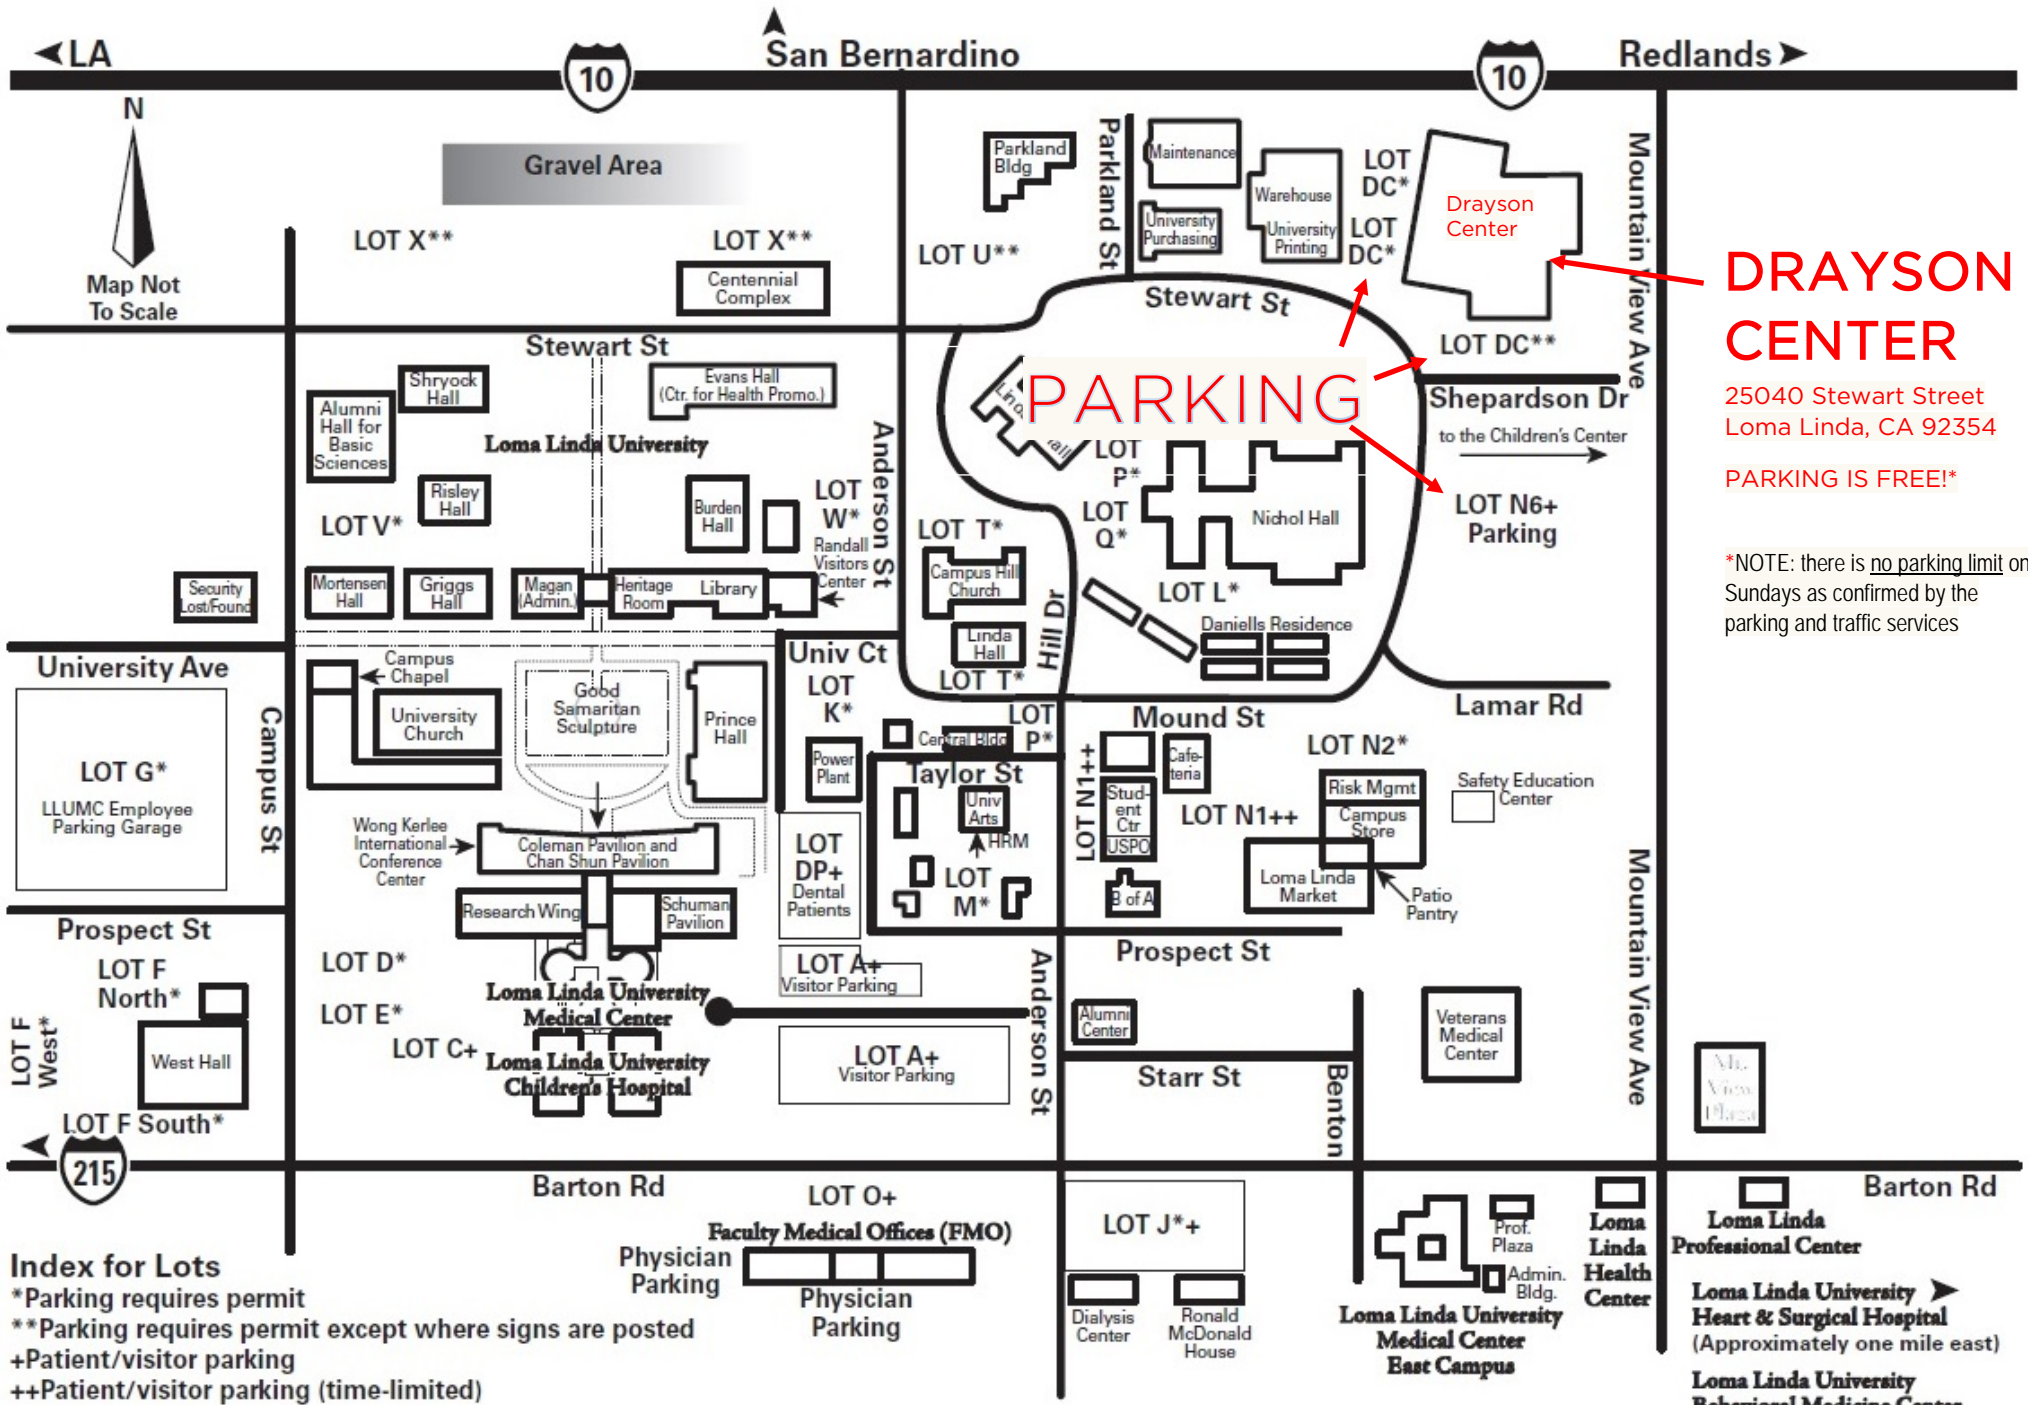 LA
San Bernardino
Redlands
10
10
N
Map Not
To Scale
Gravel Area
LOT X**
LOT X**
Centennial
Complex
Parkland
Bldg
LOT U**
Parkland St
Maintenance
University
Purchasing
Warehouse
University
Printing
LOT
DC*
LOT
DC*
Drayson
Center
Mountain View Ave
DRAYSON
CENTER
25040 Stewart Street
Loma Linda, CA 92354
PARKING IS FREE!*
*NOTE: there is no parking limit on
Sundays as confirmed by the
parking and traffic services
Stewart St
Stewart St
LOT DC**
Shepardson Dr
to the Children's Center
PARKING
LOT N6+
Parking
Shryock
Hall
Evans Hall
(Ctr. for Health Promo.)
Alumni
Hall for
Basic
Sciences
Loma Linda University
Risley
Hall
LOT V*
Burden
Hall
LOT
W*
Randall
Visitors
Center
Anderson St
LOT T*
Campus Hill
Church
LOT
P*
LOT
Q*
Nichol Hall
LOT L*
Daniells Residence
Security
Lost/Found
Mortensen
Hall
Griggs
Hall
Magan
(Admin.)
Heritage
Room
Library
Linda
Hall
Hill Dr
LOT T*
University Ave
Univ Ct
Campus
Chapel
University
Church
Good
Samaritan
Sculpture
Prince
Hall
LOT
K*
Power
Plant
Central Bldg
LOT
P*
Mound St
Lamar Rd
LOT G*
LLUMC Employee
Parking Garage
Campus St
Taylor St
Univ
Arts
HRM
LOT N1++
Cafe-
teria
Stud-
ent
Ctr
USPO
LOT N1++
LOT N2*
Risk Mgmt
Campus
Store
Safety Education
Center
Loma Linda
Market
Patio
Pantry
B of A
Wong Kerlee
International
Conference
Center
Coleman Pavilion and
Chan Shun Pavilion
LOT
DP+
Dental
Patients
LOT
M*
Research Wing
Schuman
Pavilion
Prospect St
Prospect St
LOT F
North*
LOT F
West*
West Hall
LOT F South*
LOT D*
LOT E*
LOT C+
Loma Linda University
Medical Center
Loma Linda University
Children's Hospital
LOT A+
Visitor Parking
LOT A+
Visitor Parking
Anderson St
Alumni
Center
Starr St
Benton
Veterans
Medical
Center
Mountain View Ave
Mt.
View
Plaza
215
Barton Rd
Barton Rd
LOT O+
Faculty Medical Offices (FMO)
Physician
Parking
Physician
Parking
LOT J*+
Dialysis
Center
Ronald
McDonald
House
Prof.
Plaza
Admin.
Bldg.
Loma Linda University
Medical Center
East Campus
Loma
Linda
Health
Center
Loma Linda
Professional Center
Loma Linda University
Heart & Surgical Hospital
(Approximately one mile east)
Loma Linda University
Behavioral Medicine Center
Index for Lots
*Parking requires permit
**Parking requires permit except where signs are posted
+Patient/visitor parking
++Patient/visitor parking (time-limited)